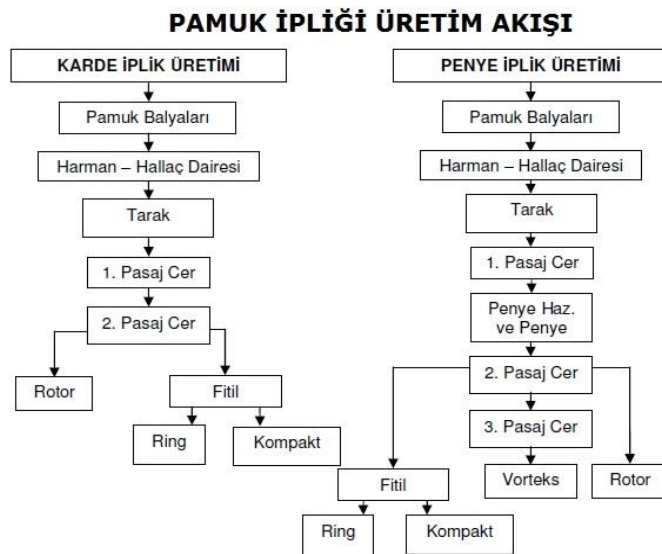 PAMUK İPLİĞİ ÜRETİM AKIŞI
KARDE İPLİK ÜRETİMİ
Pamuk Balyaları
Harman – Hallaç Dairesi
Tarak
1. Pasaj Cer
2. Pasaj Cer
Rotor
Fitil
Ring
Kompakt
PENYE İPLİK ÜRETİMİ
Pamuk Balyaları
Harman – Hallaç Dairesi
Tarak
1. Pasaj Cer
Penye Haz.
ve Penye
2. Pasaj Cer
3. Pasaj Cer
Fitil
Vorteks
Rotor
Ring
Kompakt